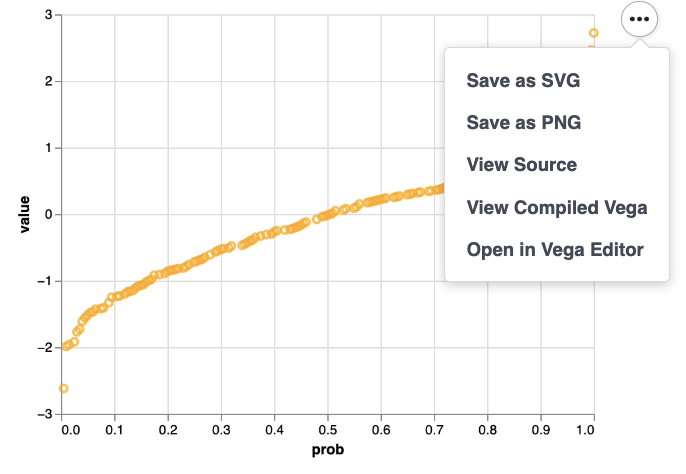 3
2
1
0
−1
−2
−3
value
0.0 0.1 0.2 0.3 0.4 0.5 0.6 0.7 0.8 0.9 1.0
prob
Save as SVG
Save as PNG
View Source
View Compiled Vega
Open in Vega Editor